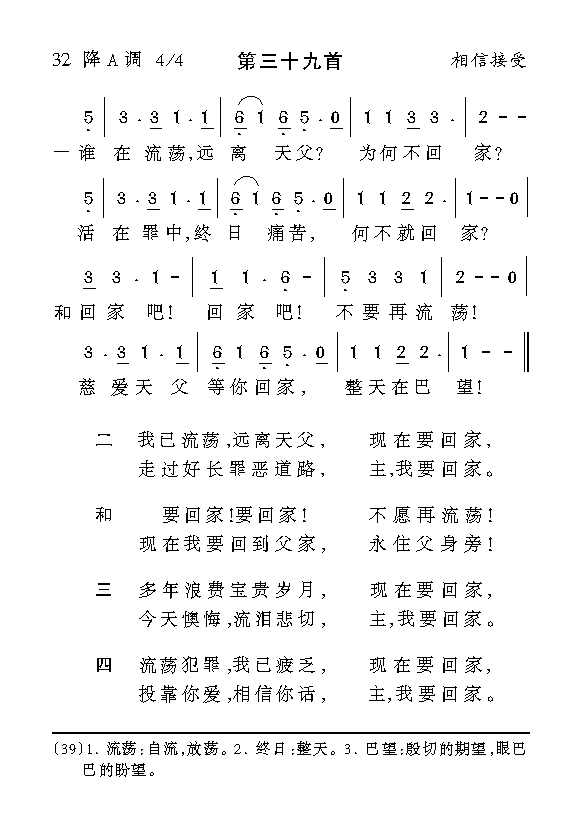 32 降A调 4/4 第三十九首 相信接受
5 | 3 . 3 1 . 1 | 6 1 6 5 . 0 | 1 1 3 3 . | 2 - -
一谁 在 流荡,远 离 天父? 为何不回 家?
5 | 3 . 3 1 . 1 | 6 1 6 5 . 0 | 1 1 2 2 . | 1 - - 0
活 在 罪中,终 日 痛苦, 何不就回 家?
3 3 . 1 - | 1 1 . 6 - | 5 3 3 1 | 2 - - 0
和回家 吧! 回 家 吧! 不要再流 荡!
3 . 3 1 . 1 | 6 1 6 5 . 0 | 1 1 2 2 . | 1 - -
慈 爱天 父 等你回家, 整天在巴 望!
二 我已流荡,远离天父, 现在要回家,
走过好长罪恶道路, 主,我要回家。
和 要回家!要回家! 不愿再流荡!
现在我要回到父家, 永住父身旁!
三 多年浪费宝贵岁月, 现在要回家,
今天懊悔,流泪悲切, 主,我要回家。
四 流荡犯罪,我已疲乏, 现在要回家,
投靠你爱,相信你话, 主,我要回家。
〔39〕1. 流荡:自流,放荡。2. 终日:整天。3. 巴望:殷切的期望,眼巴
巴的盼望。